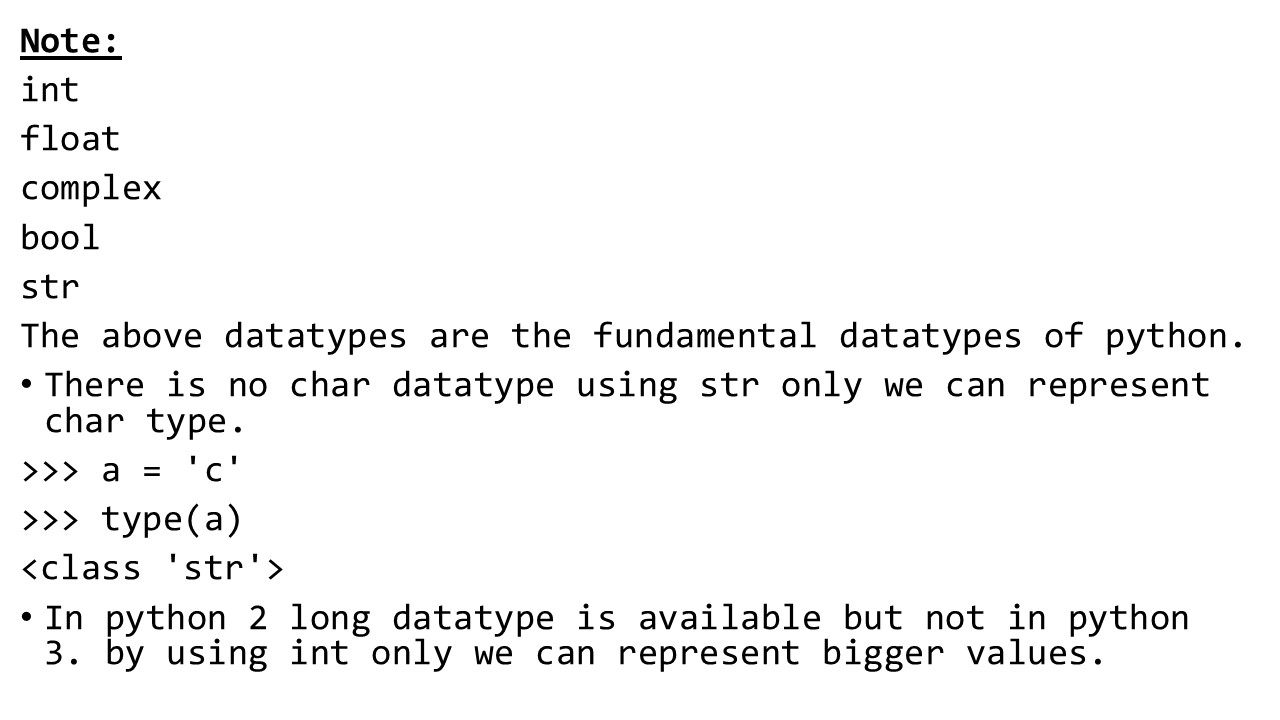 Note:
int
float
complex
bool
str
The above datatypes are the fundamental datatypes of python.
• There is no char datatype using str only we can represent
char type.
>>> a = 'c'
>>> type(a)
<class 'str'>
• In python 2 long datatype is available but not in python
3. by using int only we can represent bigger values.